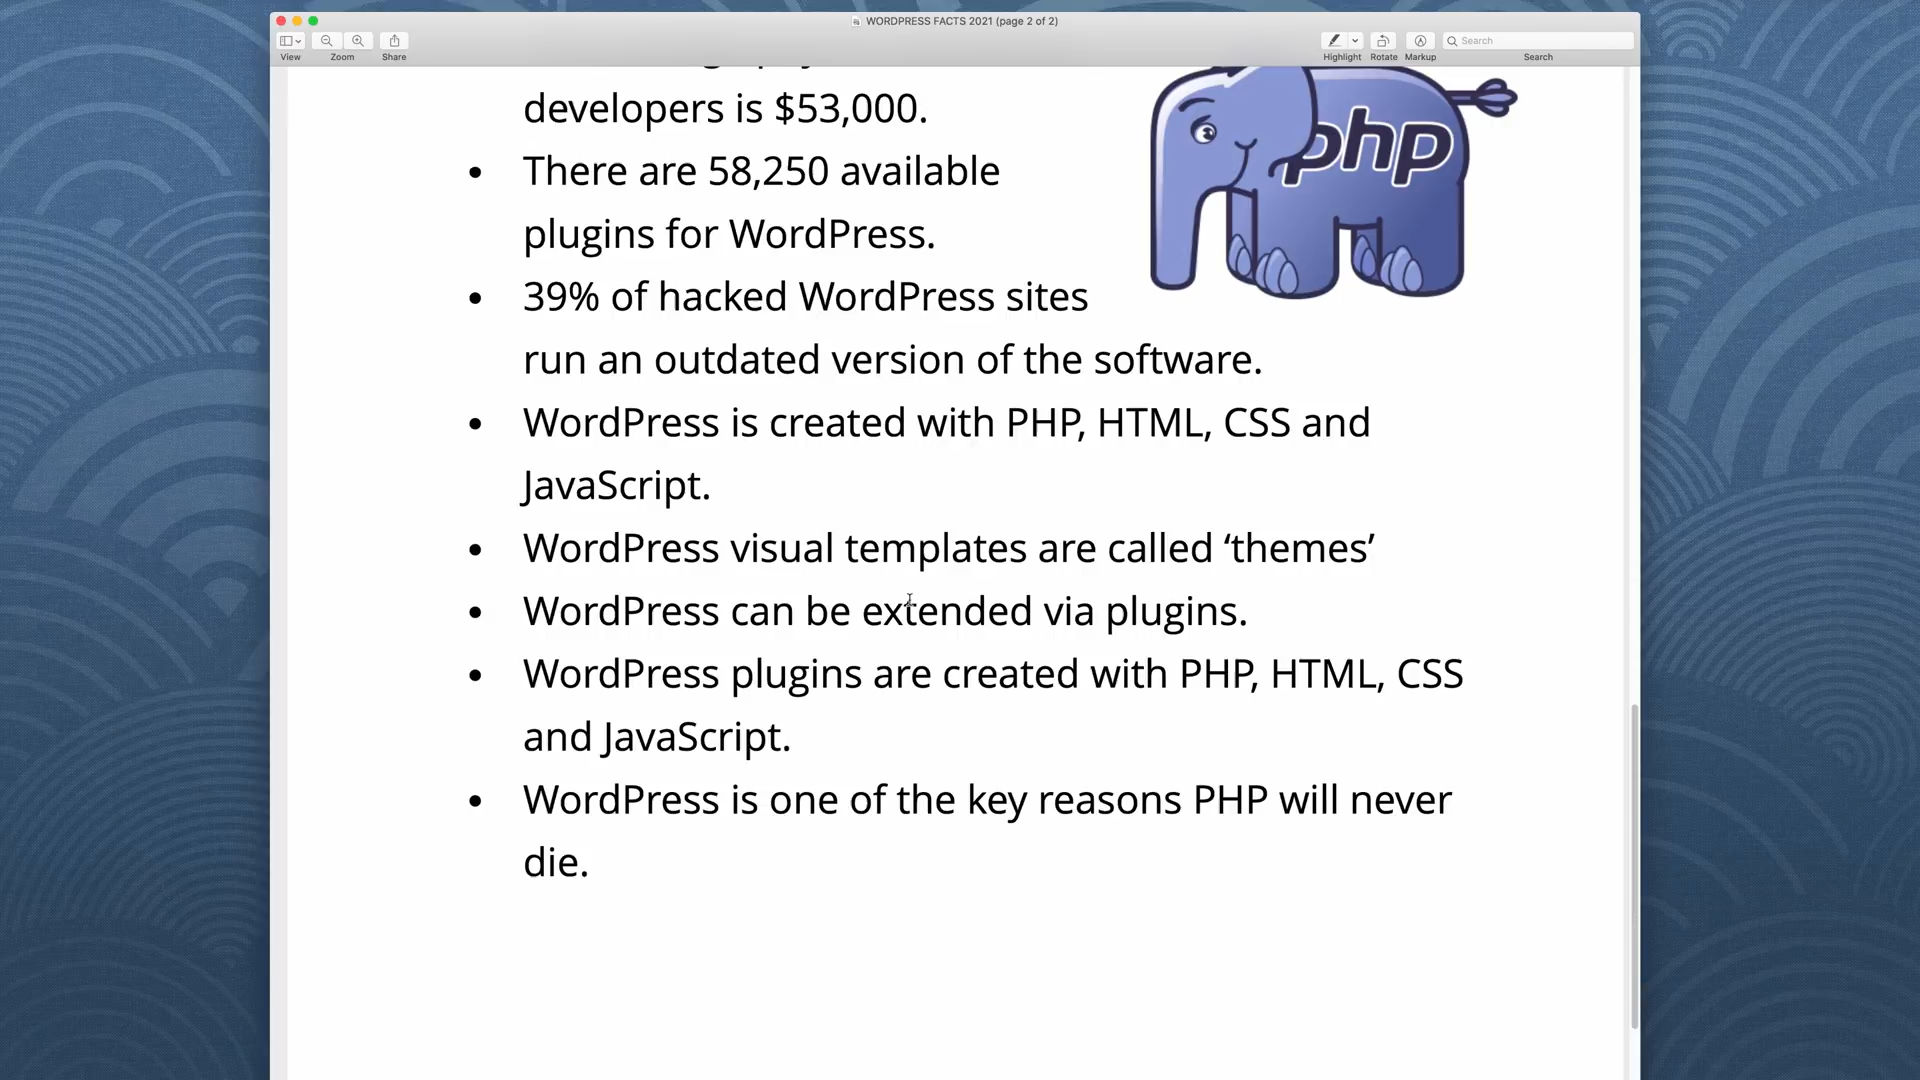 WORDPRESS FACTS 2021 (page 2 of 2)
View Zoom Share Highlight Rotate Markup Search
Search
developers is $53,000.
• There are 58,250 available
plugins for WordPress.
• 39% of hacked WordPress sites
run an outdated version of the software.
• WordPress is created with PHP, HTML, CSS and
JavaScript.
• WordPress visual templates are called ‘themes’
• WordPress can be extended via plugins.
• WordPress plugins are created with PHP, HTML, CSS
and JavaScript.
• WordPress is one of the key reasons PHP will never
die.
php